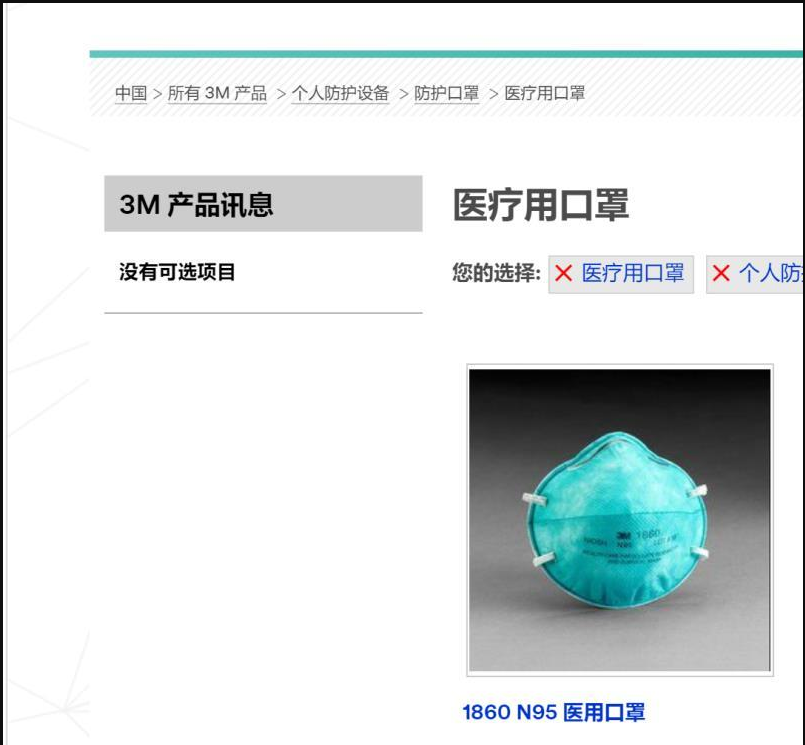 中国 > 所有 3M 产品 > 个人防护设备 > 防护口罩 > 医疗用口罩
3M 产品讯息
没有可选项目
医疗用口罩
您的选择: 医疗用口罩 个人防
3M 1860
NIOSH N95
1860 N95 医用口罩